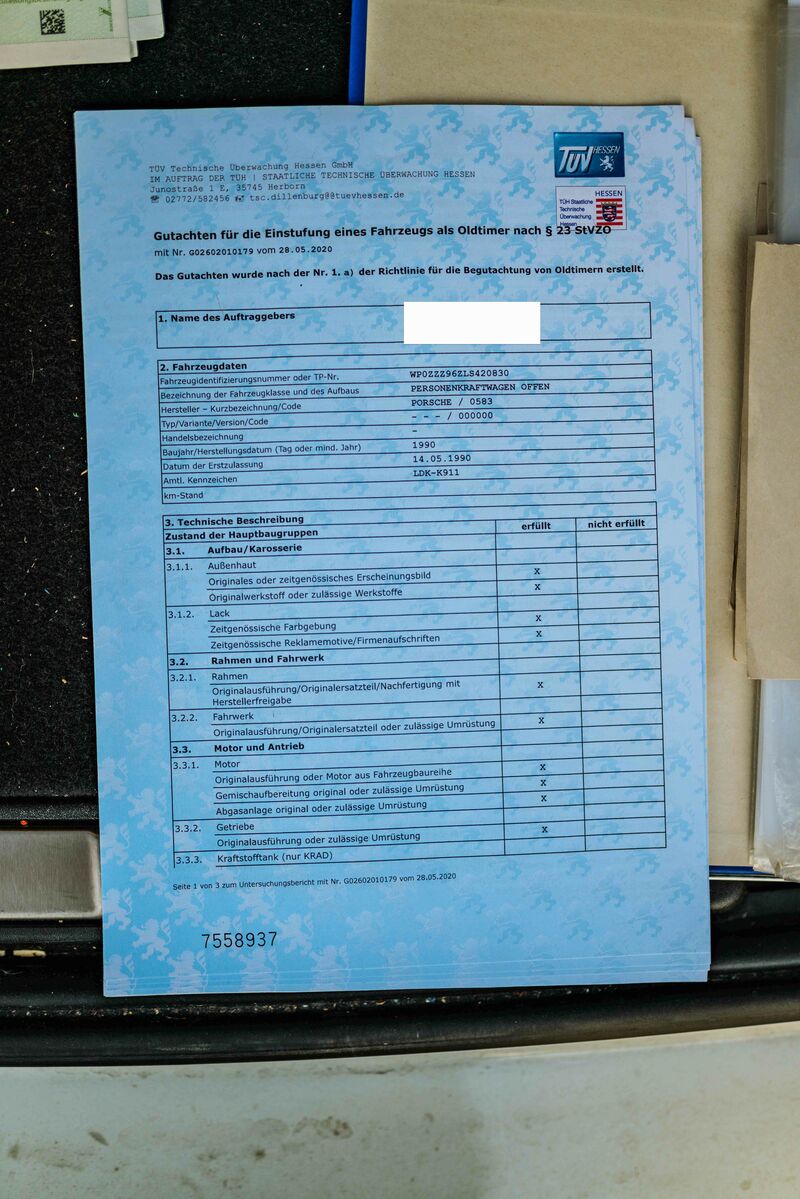 TÜV HESSEN
TÜV Technische Überwachung Hessen GmbH
IM AUFTRAG DER TÜH | STAATLICHE TECHNISCHE ÜBERWACHUNG HESSEN
Junostraße 1 E, 35745 Herborn
☎ 02772/582456 tsc.dillenburg@@tuevhessen.de
HESSEN
TÜH Staatliche
Technische
Überwachung
Hessen
Gutachten für die Einstufung eines Fahrzeugs als Oldtimer nach § 23 StVZO
mit Nr. G02602010179 vom 28.05.2020
Das Gutachten wurde nach der Nr. 1. a) der Richtlinie für die Begutachtung von Oldtimern erstellt.
1. Name des Auftraggebers
2. Fahrzeugdaten
Fahrzeugidentifizierungsnummer oder TP-Nr. WP0ZZZ96ZLS420830
Bezeichnung der Fahrzeugklasse und des Aufbaus PERSONENKRAFTWAGEN OFFEN
Hersteller – Kurzbezeichnung/Code PORSCHE / 0583
Typ/Variante/Version/Code - - - / 000000
Handelsbezeichnung -
Baujahr/Herstellungsdatum (Tag oder mind. Jahr) 1990
Datum der Erstzulassung 14.05.1990
Amtl. Kennzeichen LDK-K911
km-Stand
3. Technische Beschreibung
Zustand der Hauptbaugruppen erfüllt nicht erfüllt
3.1. Aufbau/Karosserie
3.1.1. Außenhaut
Originales oder zeitgenössisches Erscheinungsbild X
Originalwerkstoff oder zulässige Werkstoffe X
3.1.2. Lack
Zeitgenössische Farbgebung X
Zeitgenössische Reklamemotive/Firmenaufschriften X
3.2. Rahmen und Fahrwerk
3.2.1. Rahmen
Originalausführung/Originalersatzteil/Nachfertigung mit X
Herstellerfreigabe
3.2.2. Fahrwerk
Originalausführung/Originalersatzteil oder zulässige Umrüstung X
3.3. Motor und Antrieb
3.3.1. Motor
Originalausführung oder Motor aus Fahrzeugbaureihe X
Gemischaufbereitung original oder zulässige Umrüstung X
Abgasanlage original oder zulässige Umrüstung X
3.3.2. Getriebe
Originalausführung oder zulässige Umrüstung X
3.3.3. Kraftstofftank (nur KRAD)
Seite 1 von 3 zum Untersuchungsbericht mit Nr. G02602010179 vom 28.05.2020
7558937